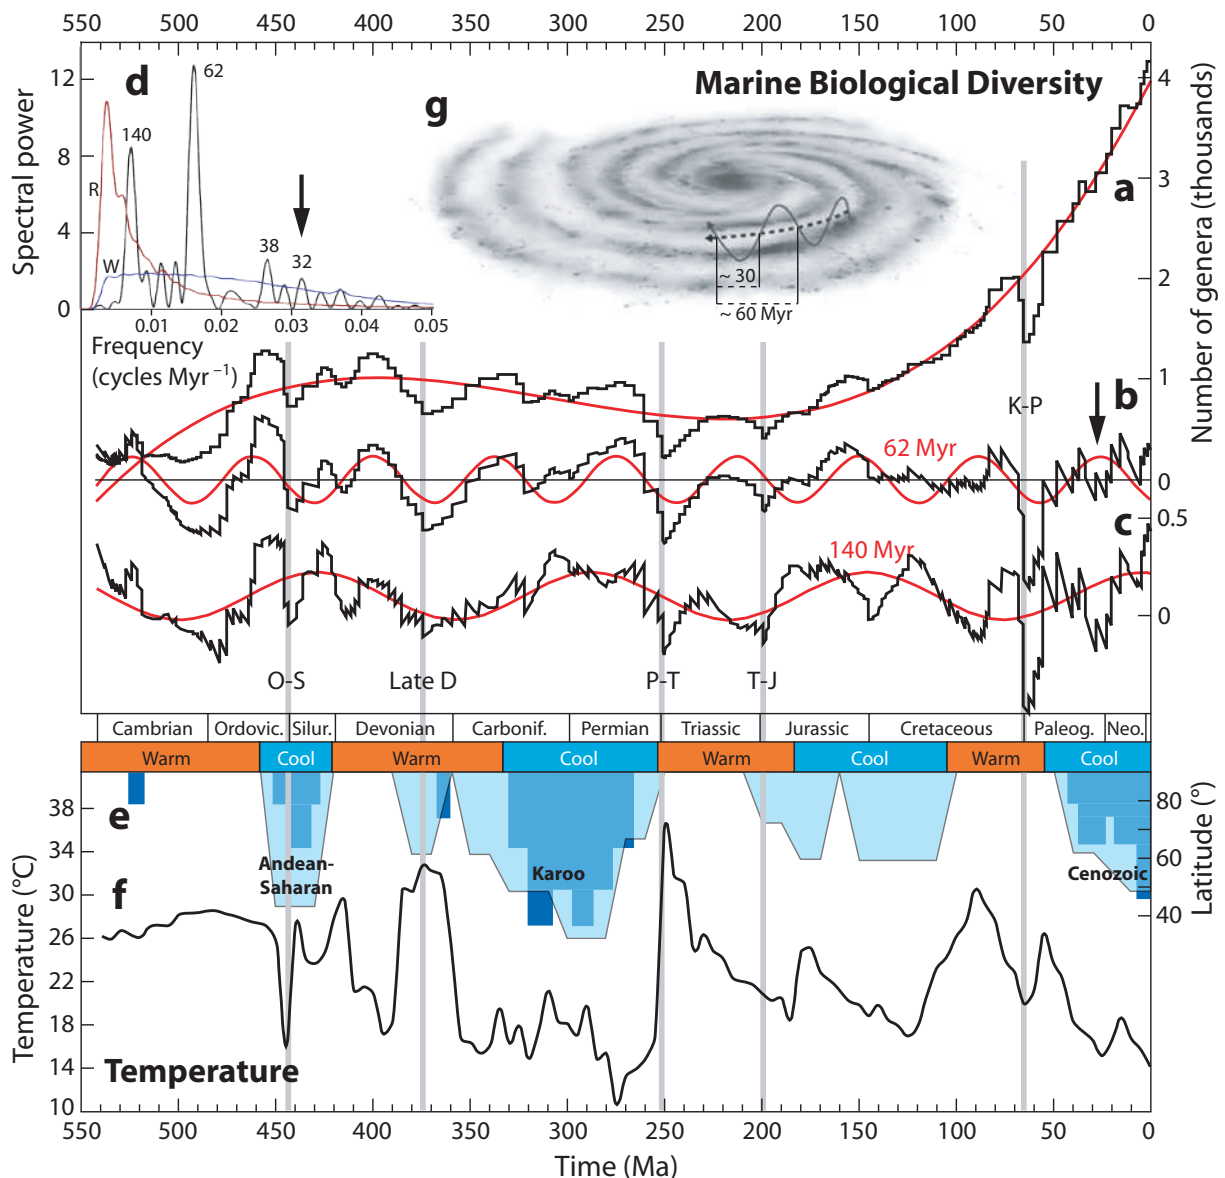 550 500 450 400 350 300 250 200 150 100 50 0
Marine Biological Diversity
d
g
a
Spectral power
12
8
4
0
140
62
38
32
R
W
0.01 0.02 0.03 0.04 0.05
Frequency
(cycles Myr⁻¹)
~ 30
~ 60 Myr
Number of genera (thousands)
4
3
2
1
0
K-P
b
62 Myr
0.5
c
140 Myr
0
O-S Late D P-T T-J
Cambrian Ordovic. Silur. Devonian Carbonif. Permian Triassic Jurassic Cretaceous Paleog. Neo.
Warm Cool Warm Cool Warm Cool Warm Cool
e
Andean-
Saharan
Karoo
Cenozoic
80
60
40
Latitude (°)
f
38
34
30
26
22
18
14
10
Temperature (°C)
Temperature
550 500 450 400 350 300 250 200 150 100 50 0
Time (Ma)